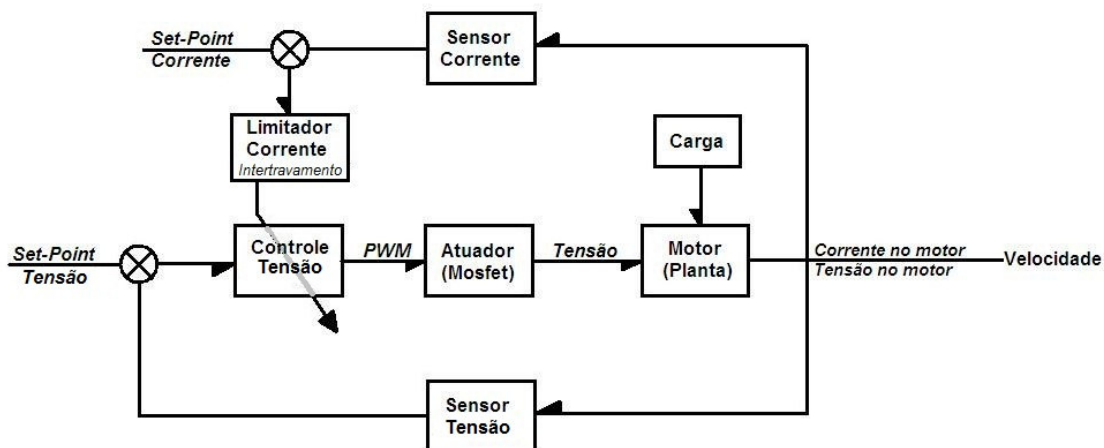 Set-Point
Corrente
Sensor
Corrente
Limitador
Corrente
Intertravamento
Carga
Set-Point
Tensão
Controle
Tensão
PWM
Atuador
(Mosfet)
Tensão
Motor
(Planta)
Corrente no motor
Tensão no motor
Velocidade
Sensor
Tensão